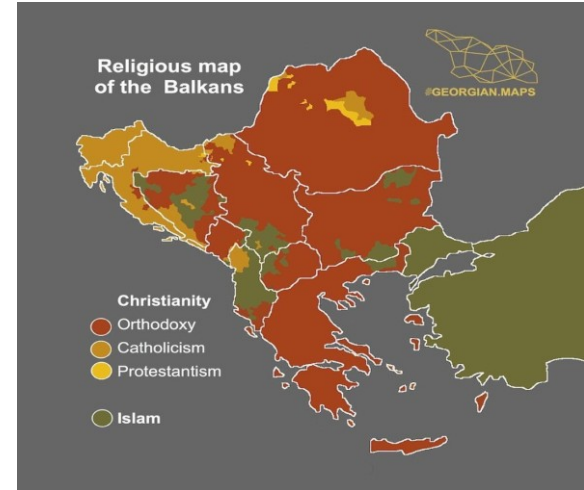 Religious map
of the Balkans
#GEORGIAN.MAPS
Christianity
Orthodoxy
Catholicism
Protestantism
Islam